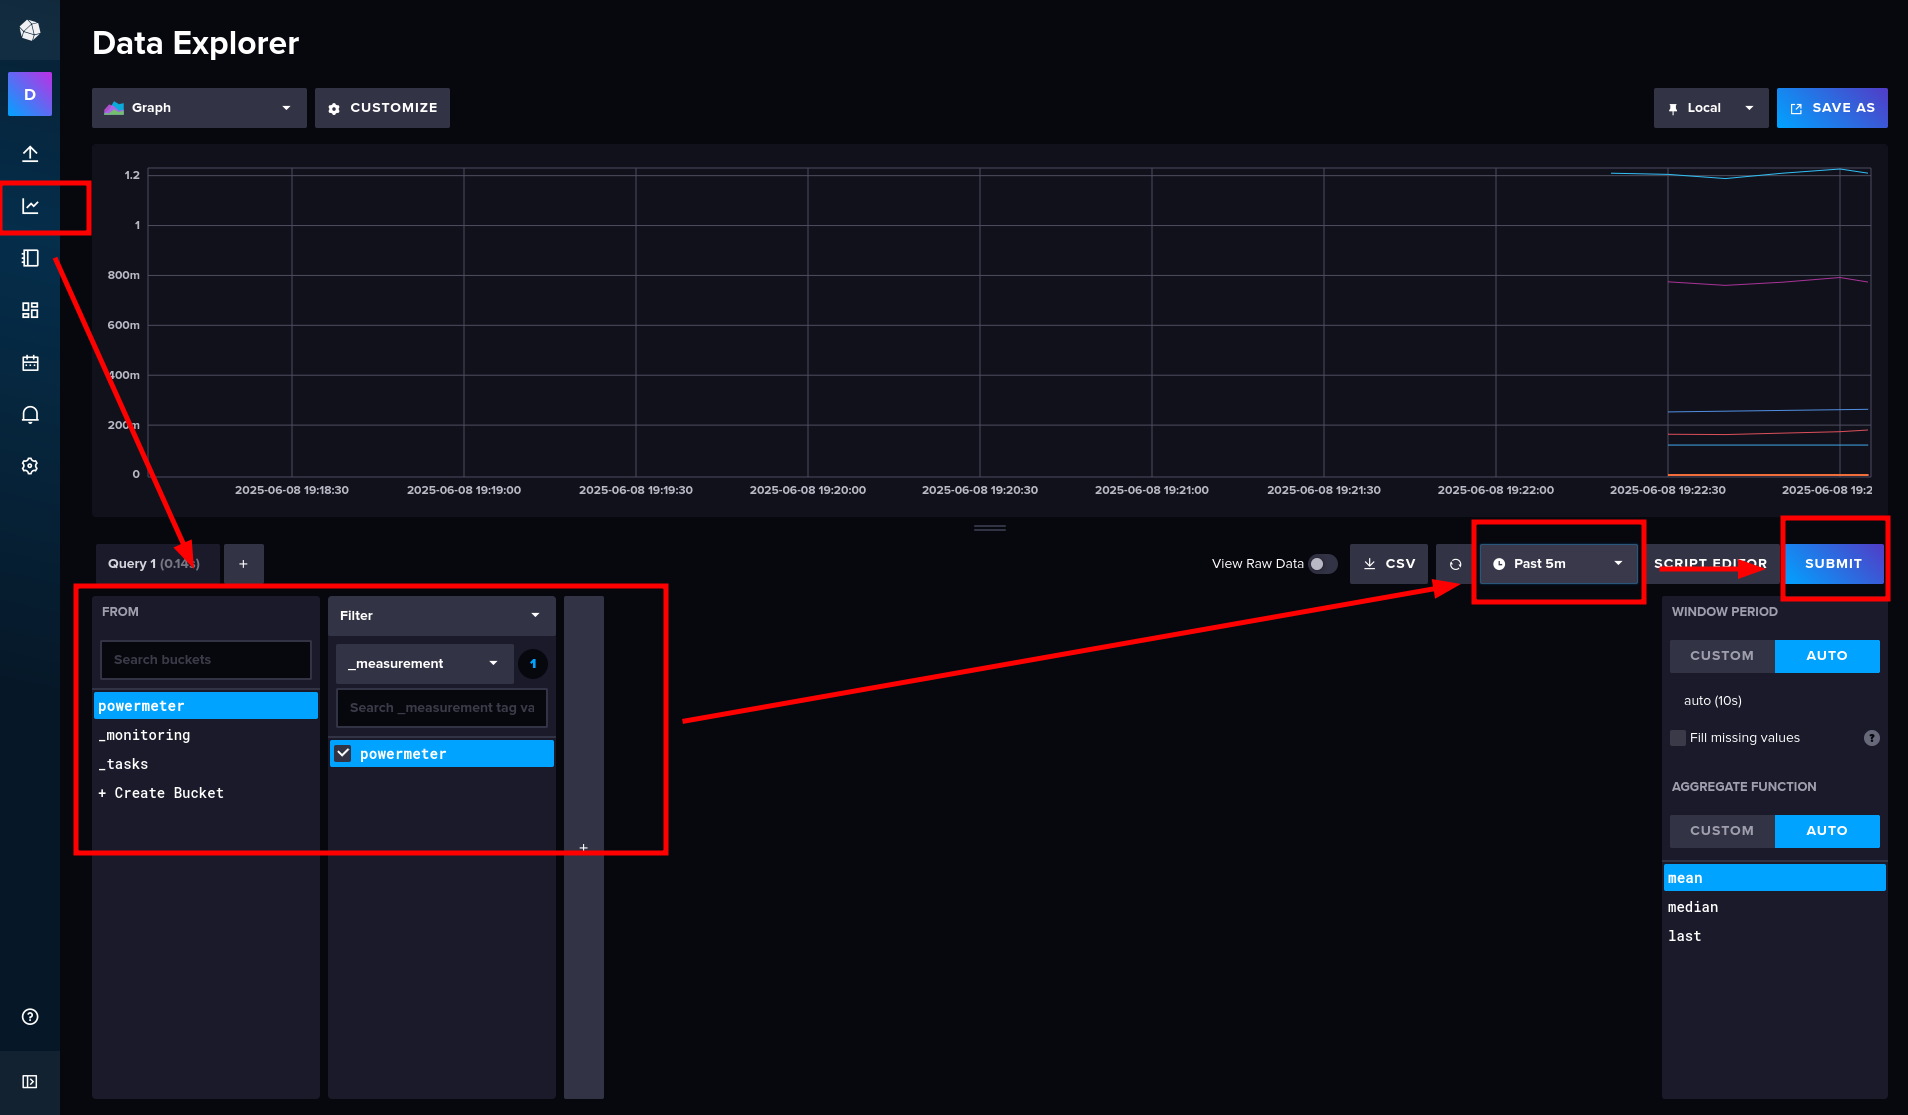 Data Explorer
D
Graph
CUSTOMIZE
Local
SAVE AS
1.2
1
800m
600m
400m
200m
0
2025-06-08 19:18:30
2025-06-08 19:19:00
2025-06-08 19:19:30
2025-06-08 19:20:00
2025-06-08 19:20:30
2025-06-08 19:21:00
2025-06-08 19:21:30
2025-06-08 19:22:00
2025-06-08 19:22:30
2025-06-08 19:2
Query 1 (0.14s)
+
View Raw Data
CSV
Past 5m
SCRIPT EDITOR
SUBMIT
FROM
Search buckets
powermeter
_monitoring
_tasks
+ Create Bucket
Filter
_measurement
1
Search _measurement tag va
powermeter
+
WINDOW PERIOD
CUSTOM
AUTO
auto (10s)
Fill missing values
?
AGGREGATE FUNCTION
CUSTOM
AUTO
mean
median
last
?